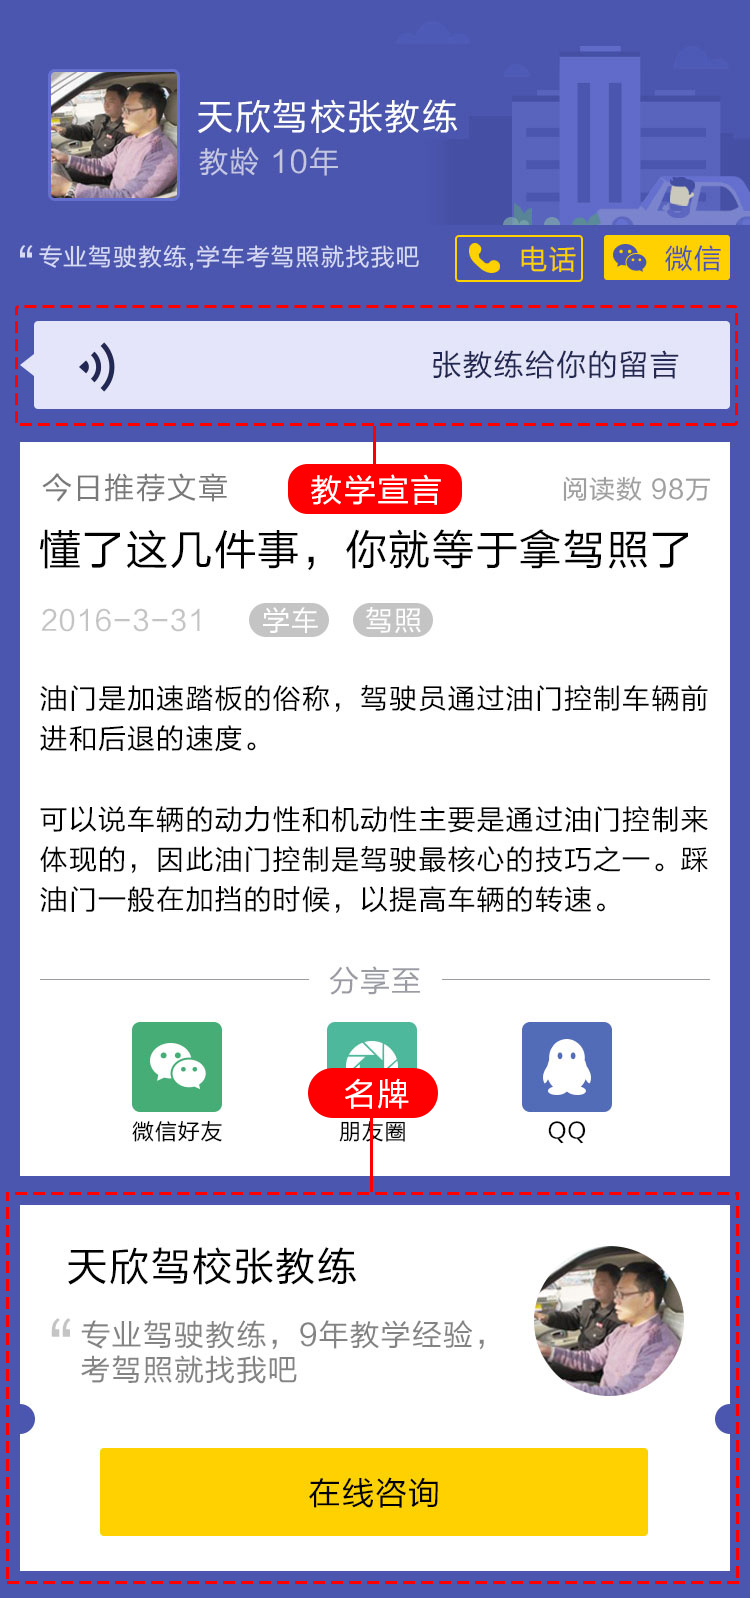 天欣驾校张教练
教龄 10年
“专业驾驶教练,学车考驾照就找我吧
电话
微信
张教练给你的留言
今日推荐文章
教学宣言
阅读数 98万
懂了这几件事，你就等于拿驾照了
2016-3-31 学车 驾照
油门是加速踏板的俗称，驾驶员通过油门控制车辆前
进和后退的速度。
可以说车辆的动力性和机动性主要是通过油门控制来
体现的，因此油门控制是驾驶最核心的技巧之一。踩
油门一般在加挡的时候，以提高车辆的转速。
分享至
名牌
微信好友
朋友圈
QQ
天欣驾校张教练
“专业驾驶教练，9年教学经验，
考驾照就找我吧
在线咨询